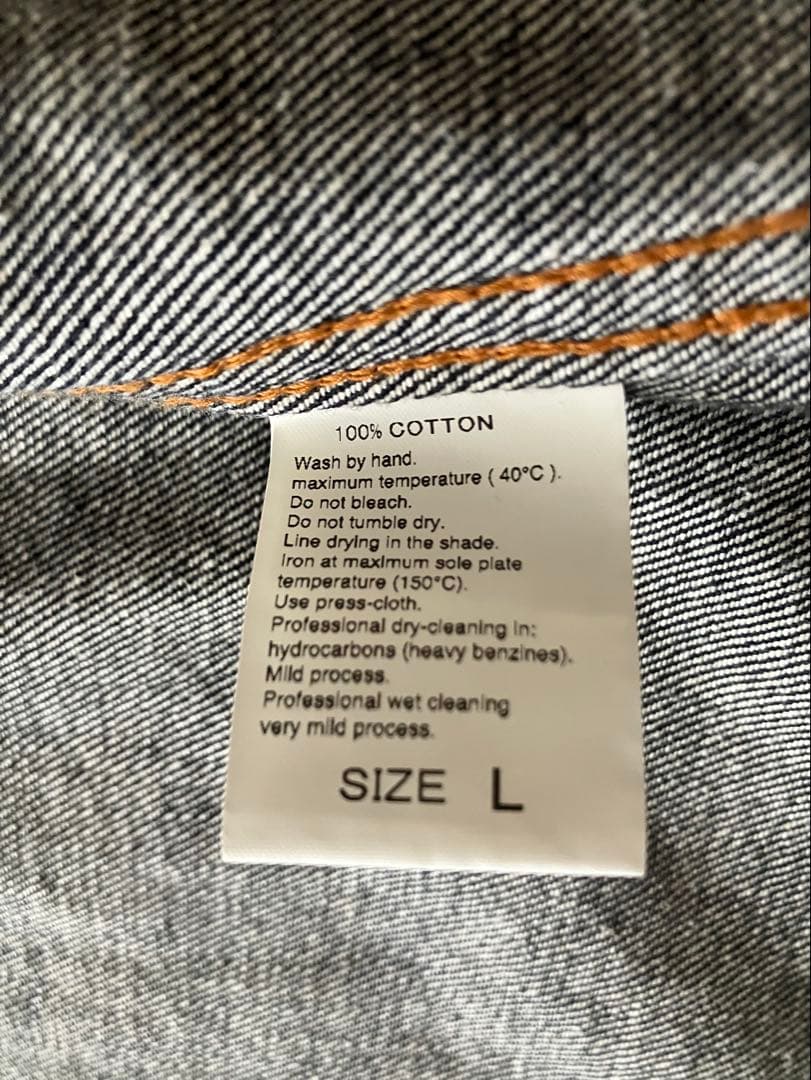 100% COTTON
Wash by hand.
maximum temperature ( 40°C ).
Do not bleach.
Do not tumble dry.
Line drying in the shade.
Iron at maximum sole plate
temperature (150°C).
Use press-cloth.
Professional dry-cleaning in:
hydrocarbons (heavy benzines).
Mild process.
Professional wet cleaning
very mild process.
SIZE L